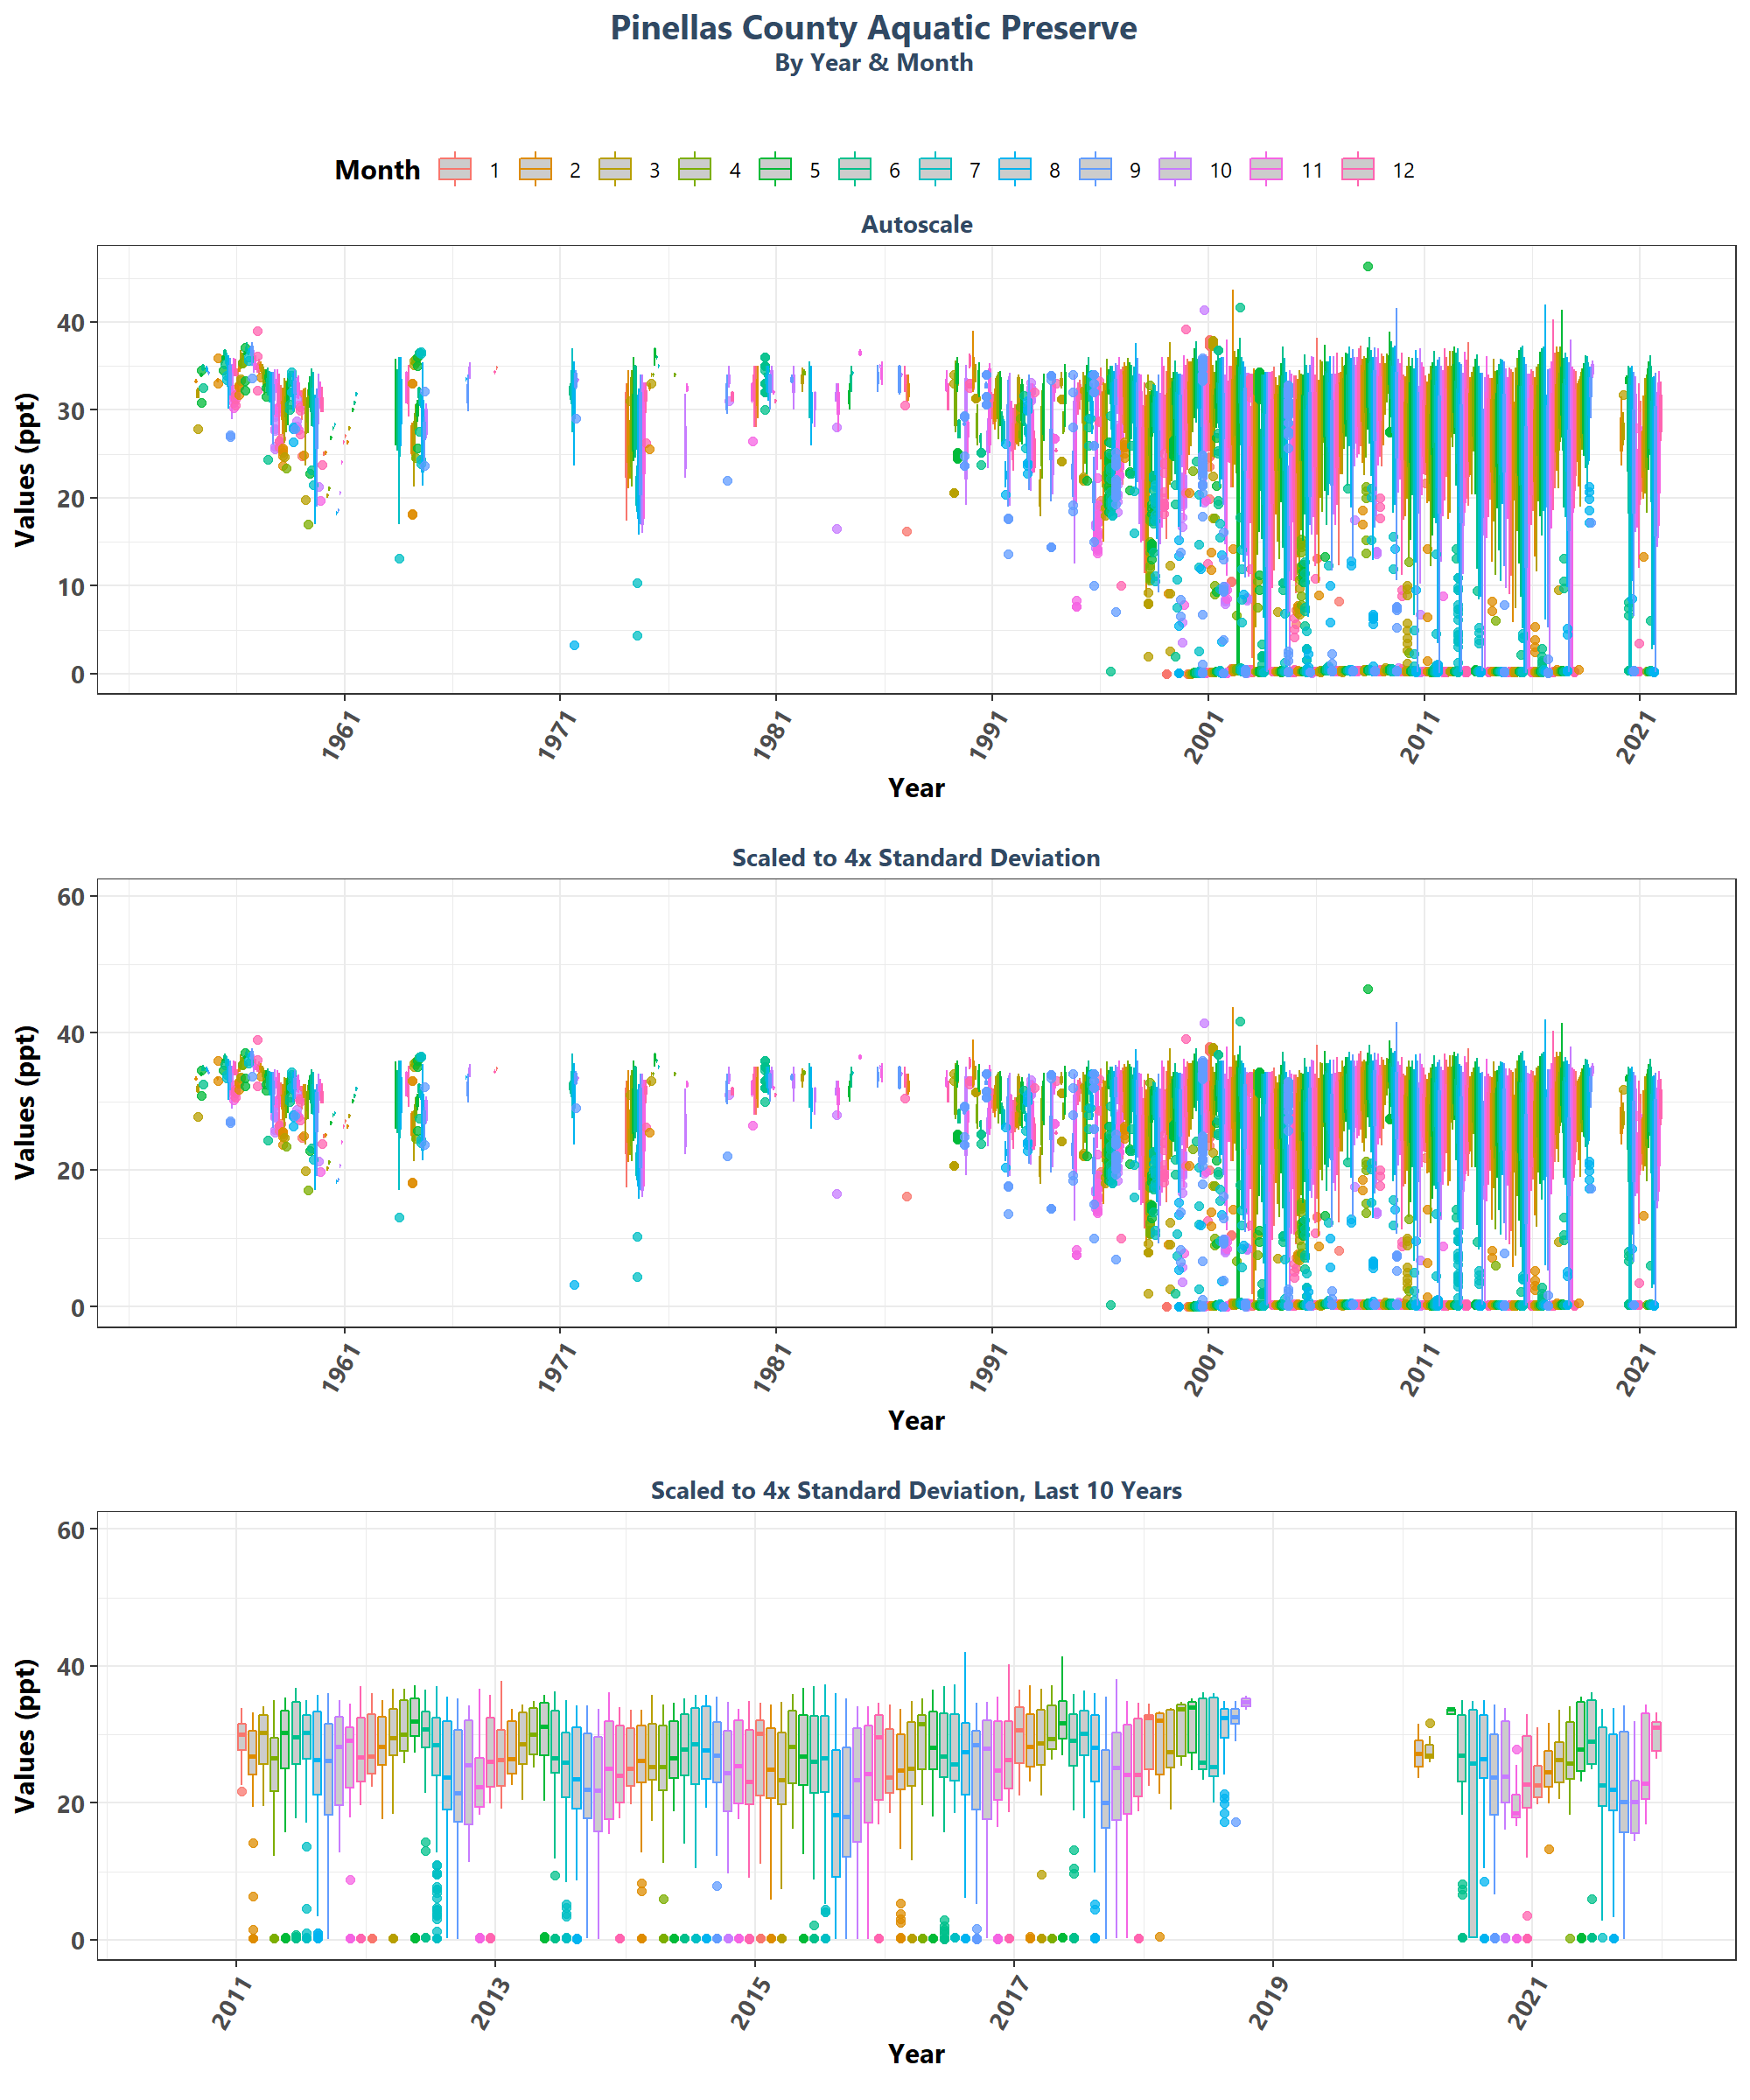 Pinellas County Aquatic Preserve
By Year & Month
Month 1 2 3 4 5 6 7 8 9 10 11 12
Autoscale
Values (ppt)
40
30
20
10
0
1961 1971 1981 1991 2001 2011 2021
Year
Scaled to 4x Standard Deviation
Values (ppt)
60
40
20
0
1961 1971 1981 1991 2001 2011 2021
Year
Scaled to 4x Standard Deviation, Last 10 Years
Values (ppt)
60
40
20
0
2011 2013 2015 2017 2019 2021
Year